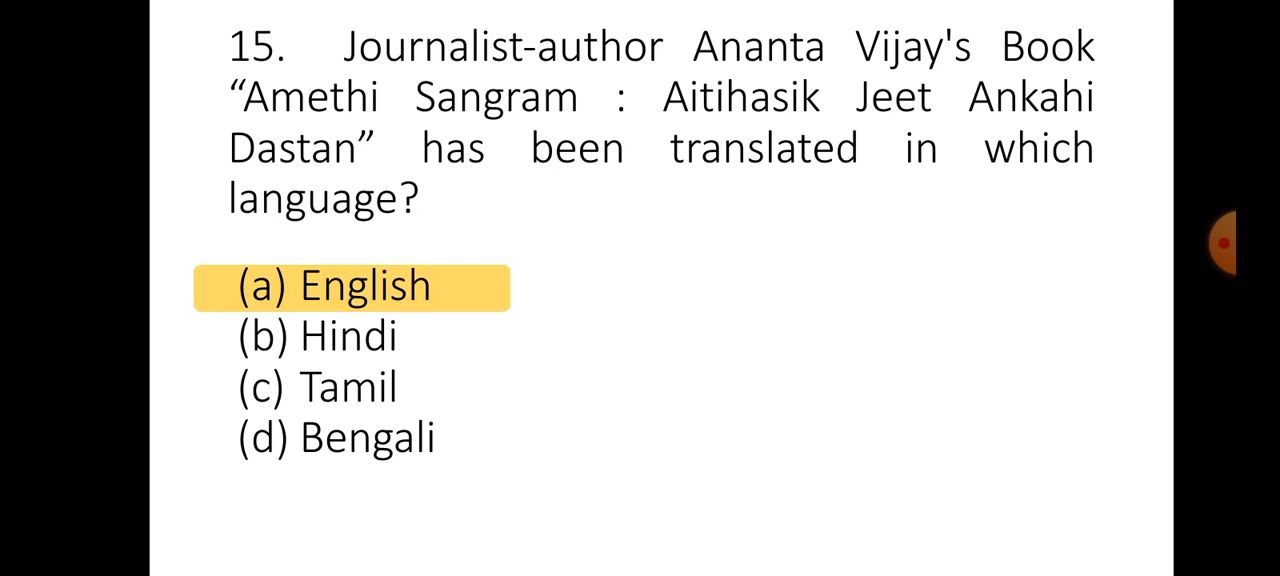 15. Journalist-author Ananta Vijay's Book
“Amethi Sangram : Aitihasik Jeet Ankahi
Dastan” has been translated in which
language?
(a) English
(b) Hindi
(c) Tamil
(d) Bengali